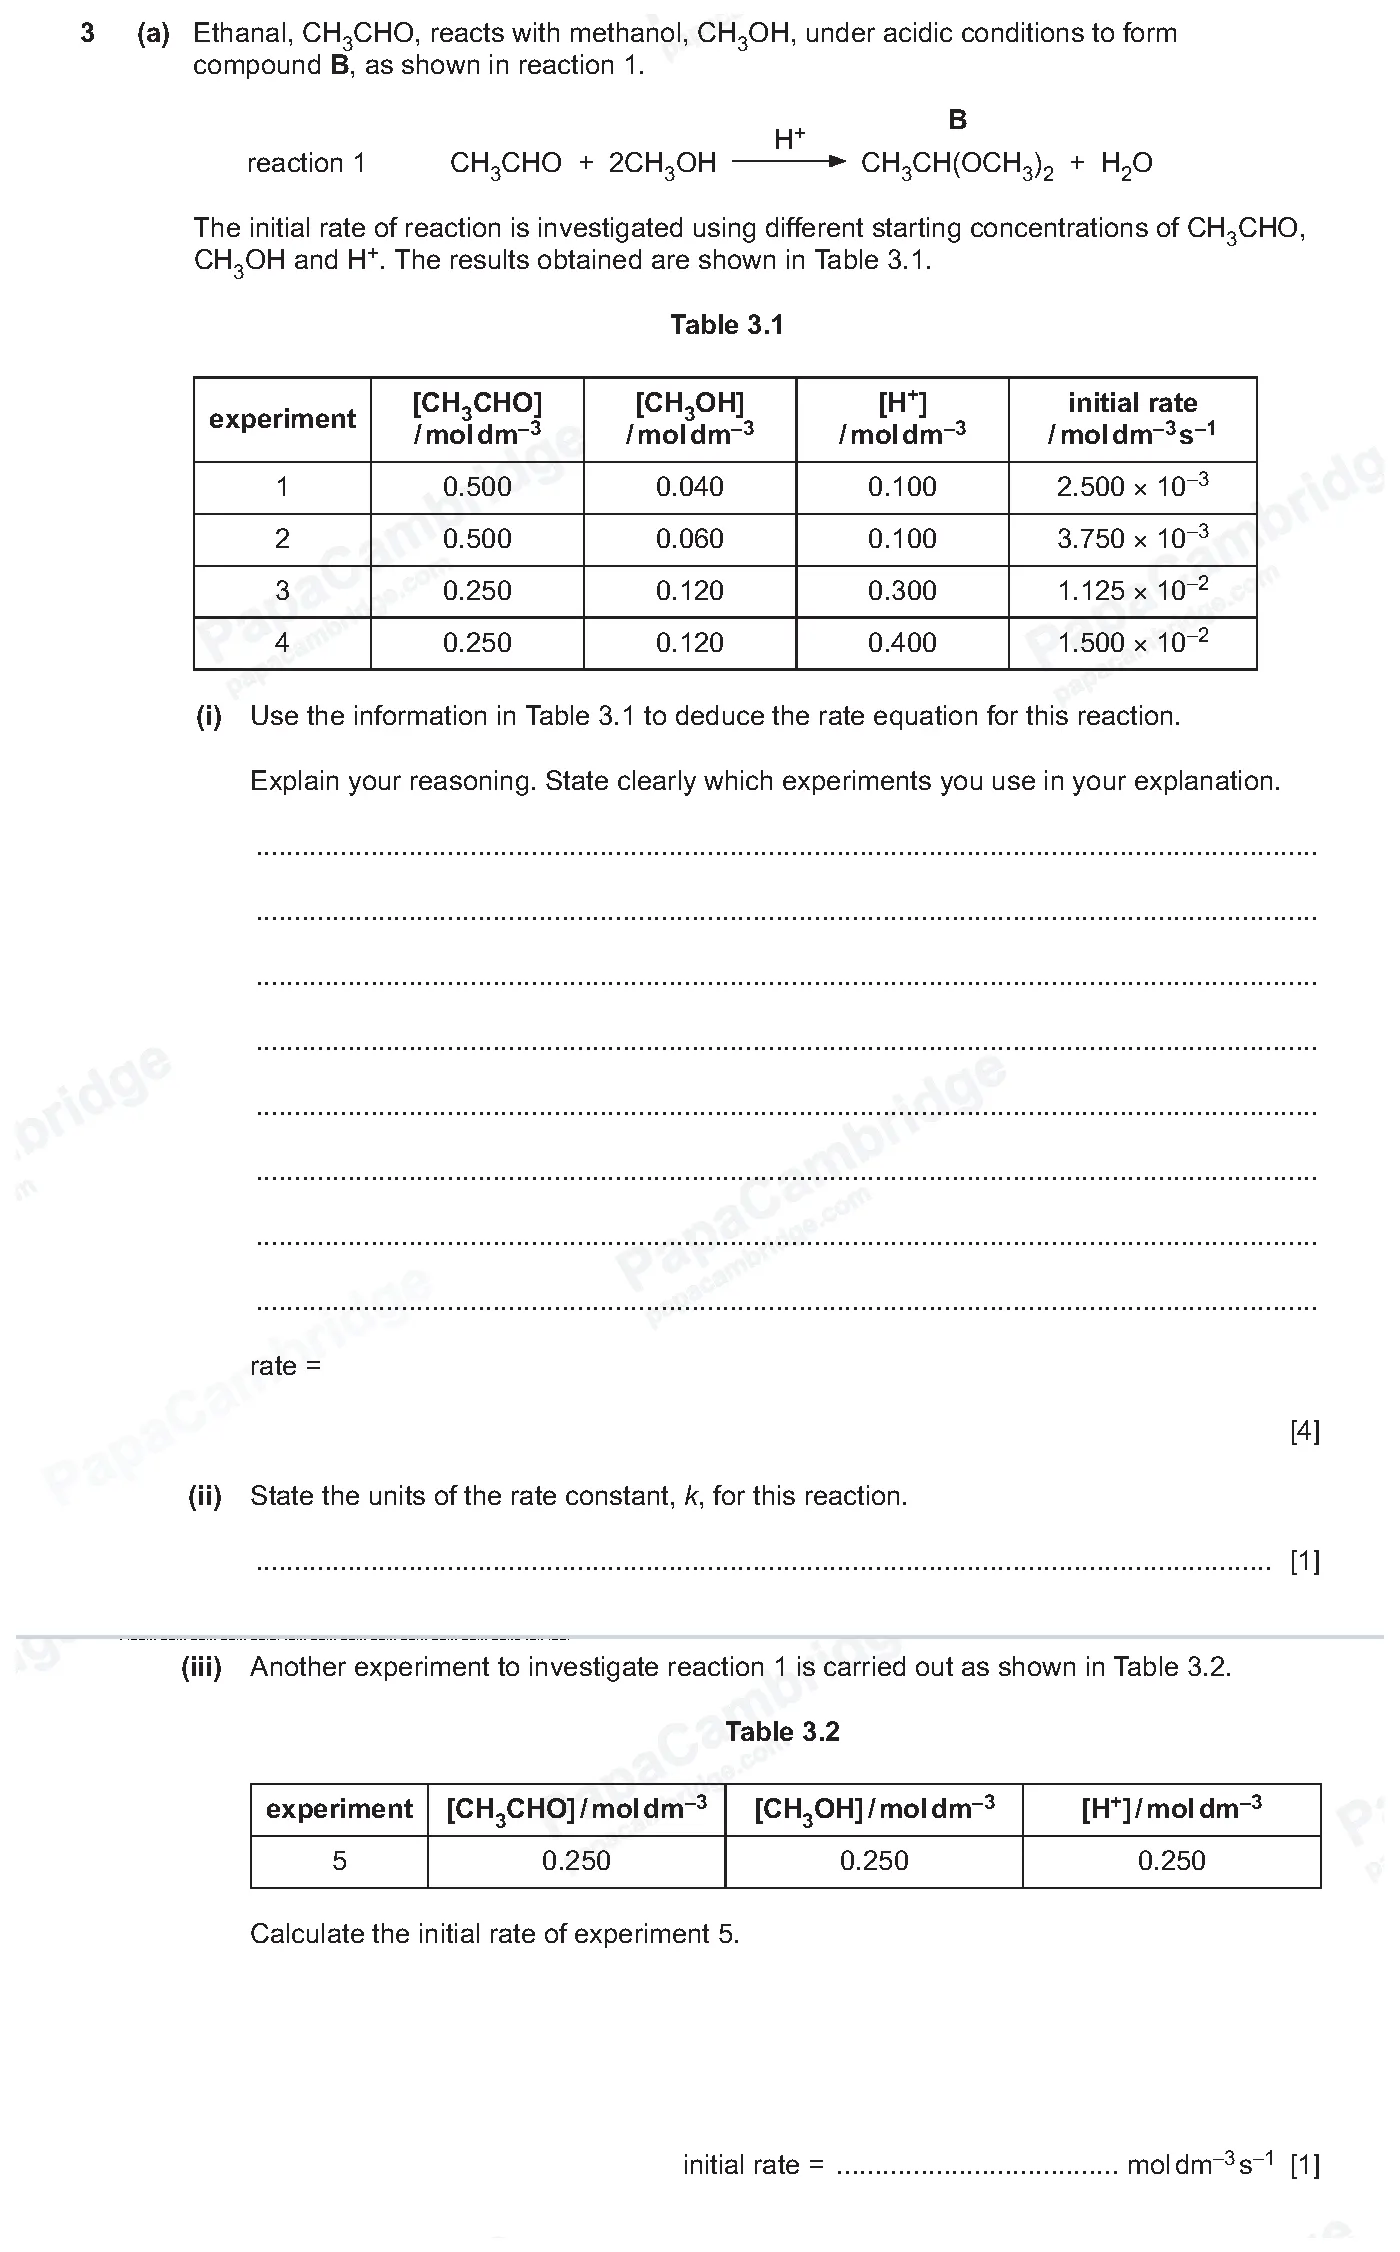 3 (a) Ethanal, CH₃CHO, reacts with methanol, CH₃OH, under acidic conditions to form
compound B, as shown in reaction 1.
B
reaction 1 CH₃CHO + 2CH₃OH H⁺ → CH₃CH(OCH₃)₂ + H₂O
The initial rate of reaction is investigated using different starting concentrations of CH₃CHO,
CH₃OH and H⁺. The results obtained are shown in Table 3.1.
Table 3.1
experiment [CH₃CHO] /mol dm⁻³ [CH₃OH] /mol dm⁻³ [H⁺] /mol dm⁻³ initial rate /mol dm⁻³ s⁻¹
1 0.500 0.040 0.100 2.500 × 10⁻³
2 0.500 0.060 0.100 3.750 × 10⁻³
3 0.250 0.120 0.300 1.125 × 10⁻²
4 0.250 0.120 0.400 1.500 × 10⁻²
(i) Use the information in Table 3.1 to deduce the rate equation for this reaction.
Explain your reasoning. State clearly which experiments you use in your explanation.
rate =
[4]
(ii) State the units of the rate constant, k, for this reaction.
[1]
(iii) Another experiment to investigate reaction 1 is carried out as shown in Table 3.2.
Table 3.2
experiment [CH₃CHO] / mol dm⁻³ [CH₃OH] / mol dm⁻³ [H⁺] / mol dm⁻³
5 0.250 0.250 0.250
Calculate the initial rate of experiment 5.
initial rate = .................................... mol dm⁻³ s⁻¹ [1]
PapaCambridge
papacambridge.com